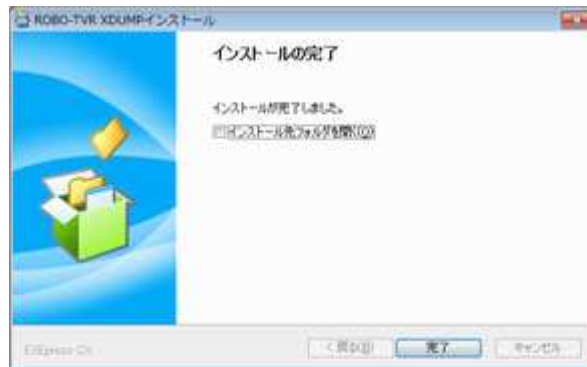 ROBO-TVR XDUMPインストール
インストールの完了
インストールが完了しました。
インストール先フォルダを開く(O)
< 戻る(B)
完了
キャンセル